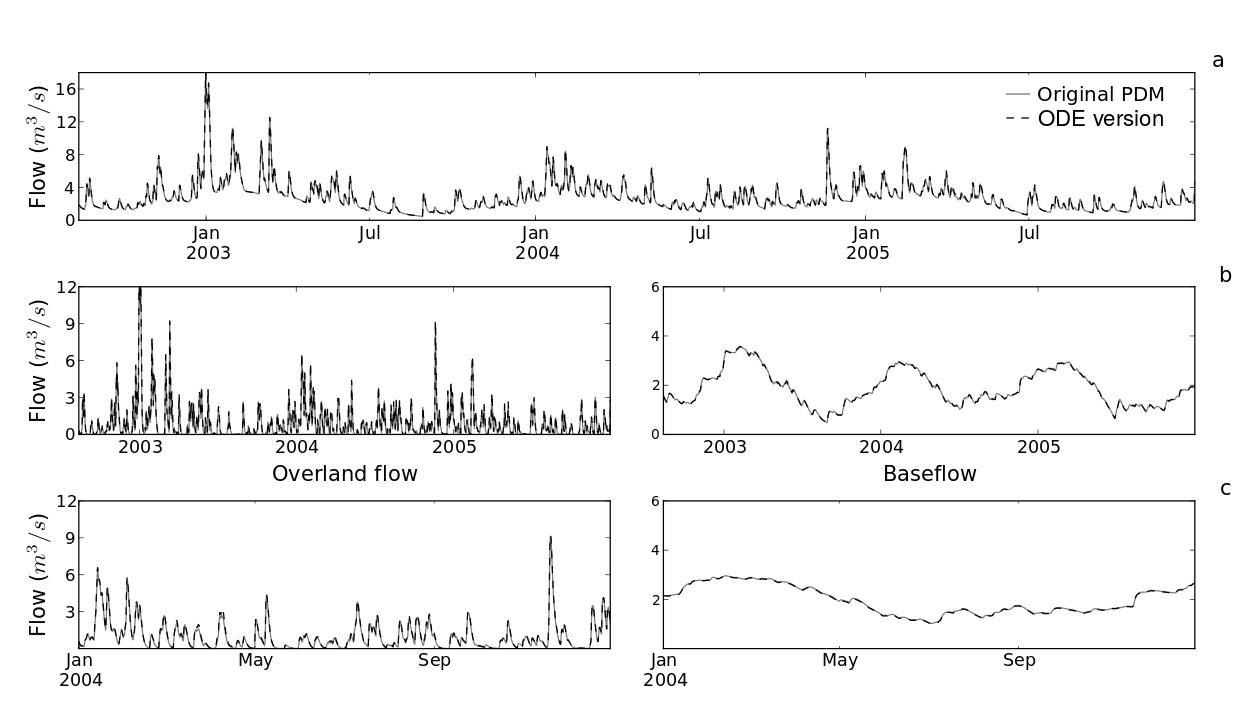 a
Flow (m³/s)
16
12
8
4
0
Original PDM
ODE version
Jan Jul Jan Jul Jan Jul
2003 2004 2005
b
Flow (m³/s)
12
9
6
3
0
2003 2004 2005
Overland flow
6
4
2
0
2003 2004 2005
Baseflow
c
Flow (m³/s)
12
9
6
3
Jan May Sep
2004
6
4
2
Jan May Sep
2004